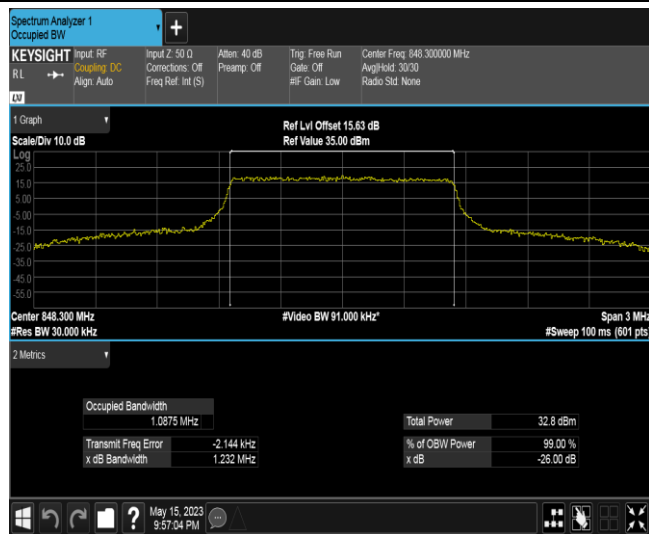 Spectrum Analyzer 1
Occupied BW
+
KEYSIGHT
RL
Input: RF
Coupling: DC
Align: Auto
Input Z: 50 Ω
Corrections: Off
Freq Ref: Int (S)
Atten: 40 dB
Preamp: Off
Trig: Free Run
Gate: Off
#IF Gain: Low
Center Freq: 848.300000 MHz
Avg|Hold: 30/30
Radio Std: None
LXI
1 Graph
Scale/Div 10.0 dB
Ref Lvl Offset 15.63 dB
Ref Value 35.00 dBm
Log
25.0
15.0
5.00
-5.00
-15.0
-25.0
-35.0
-45.0
-55.0
Center 848.300 MHz
#Res BW 30.000 kHz
#Video BW 91.000 kHz*
Span 3 MHz
#Sweep 100 ms (601 pts)
2 Metrics
Occupied Bandwidth
1.0875 MHz
Transmit Freq Error -2.144 kHz
x dB Bandwidth 1.232 MHz
Total Power 32.8 dBm
% of OBW Power 99.00 %
x dB -26.00 dB
?
May 15, 2023
9:57:04 PM